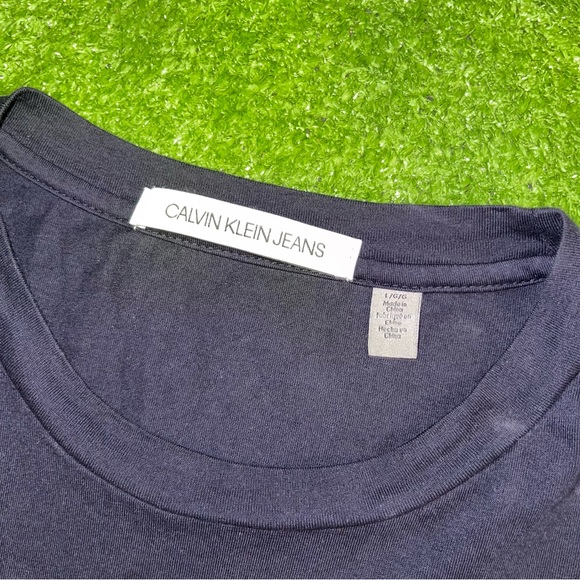 CALVIN KLEIN JEANS
L/G/G
Made in
China
Fabriqué en
Chine
Hecho en
China